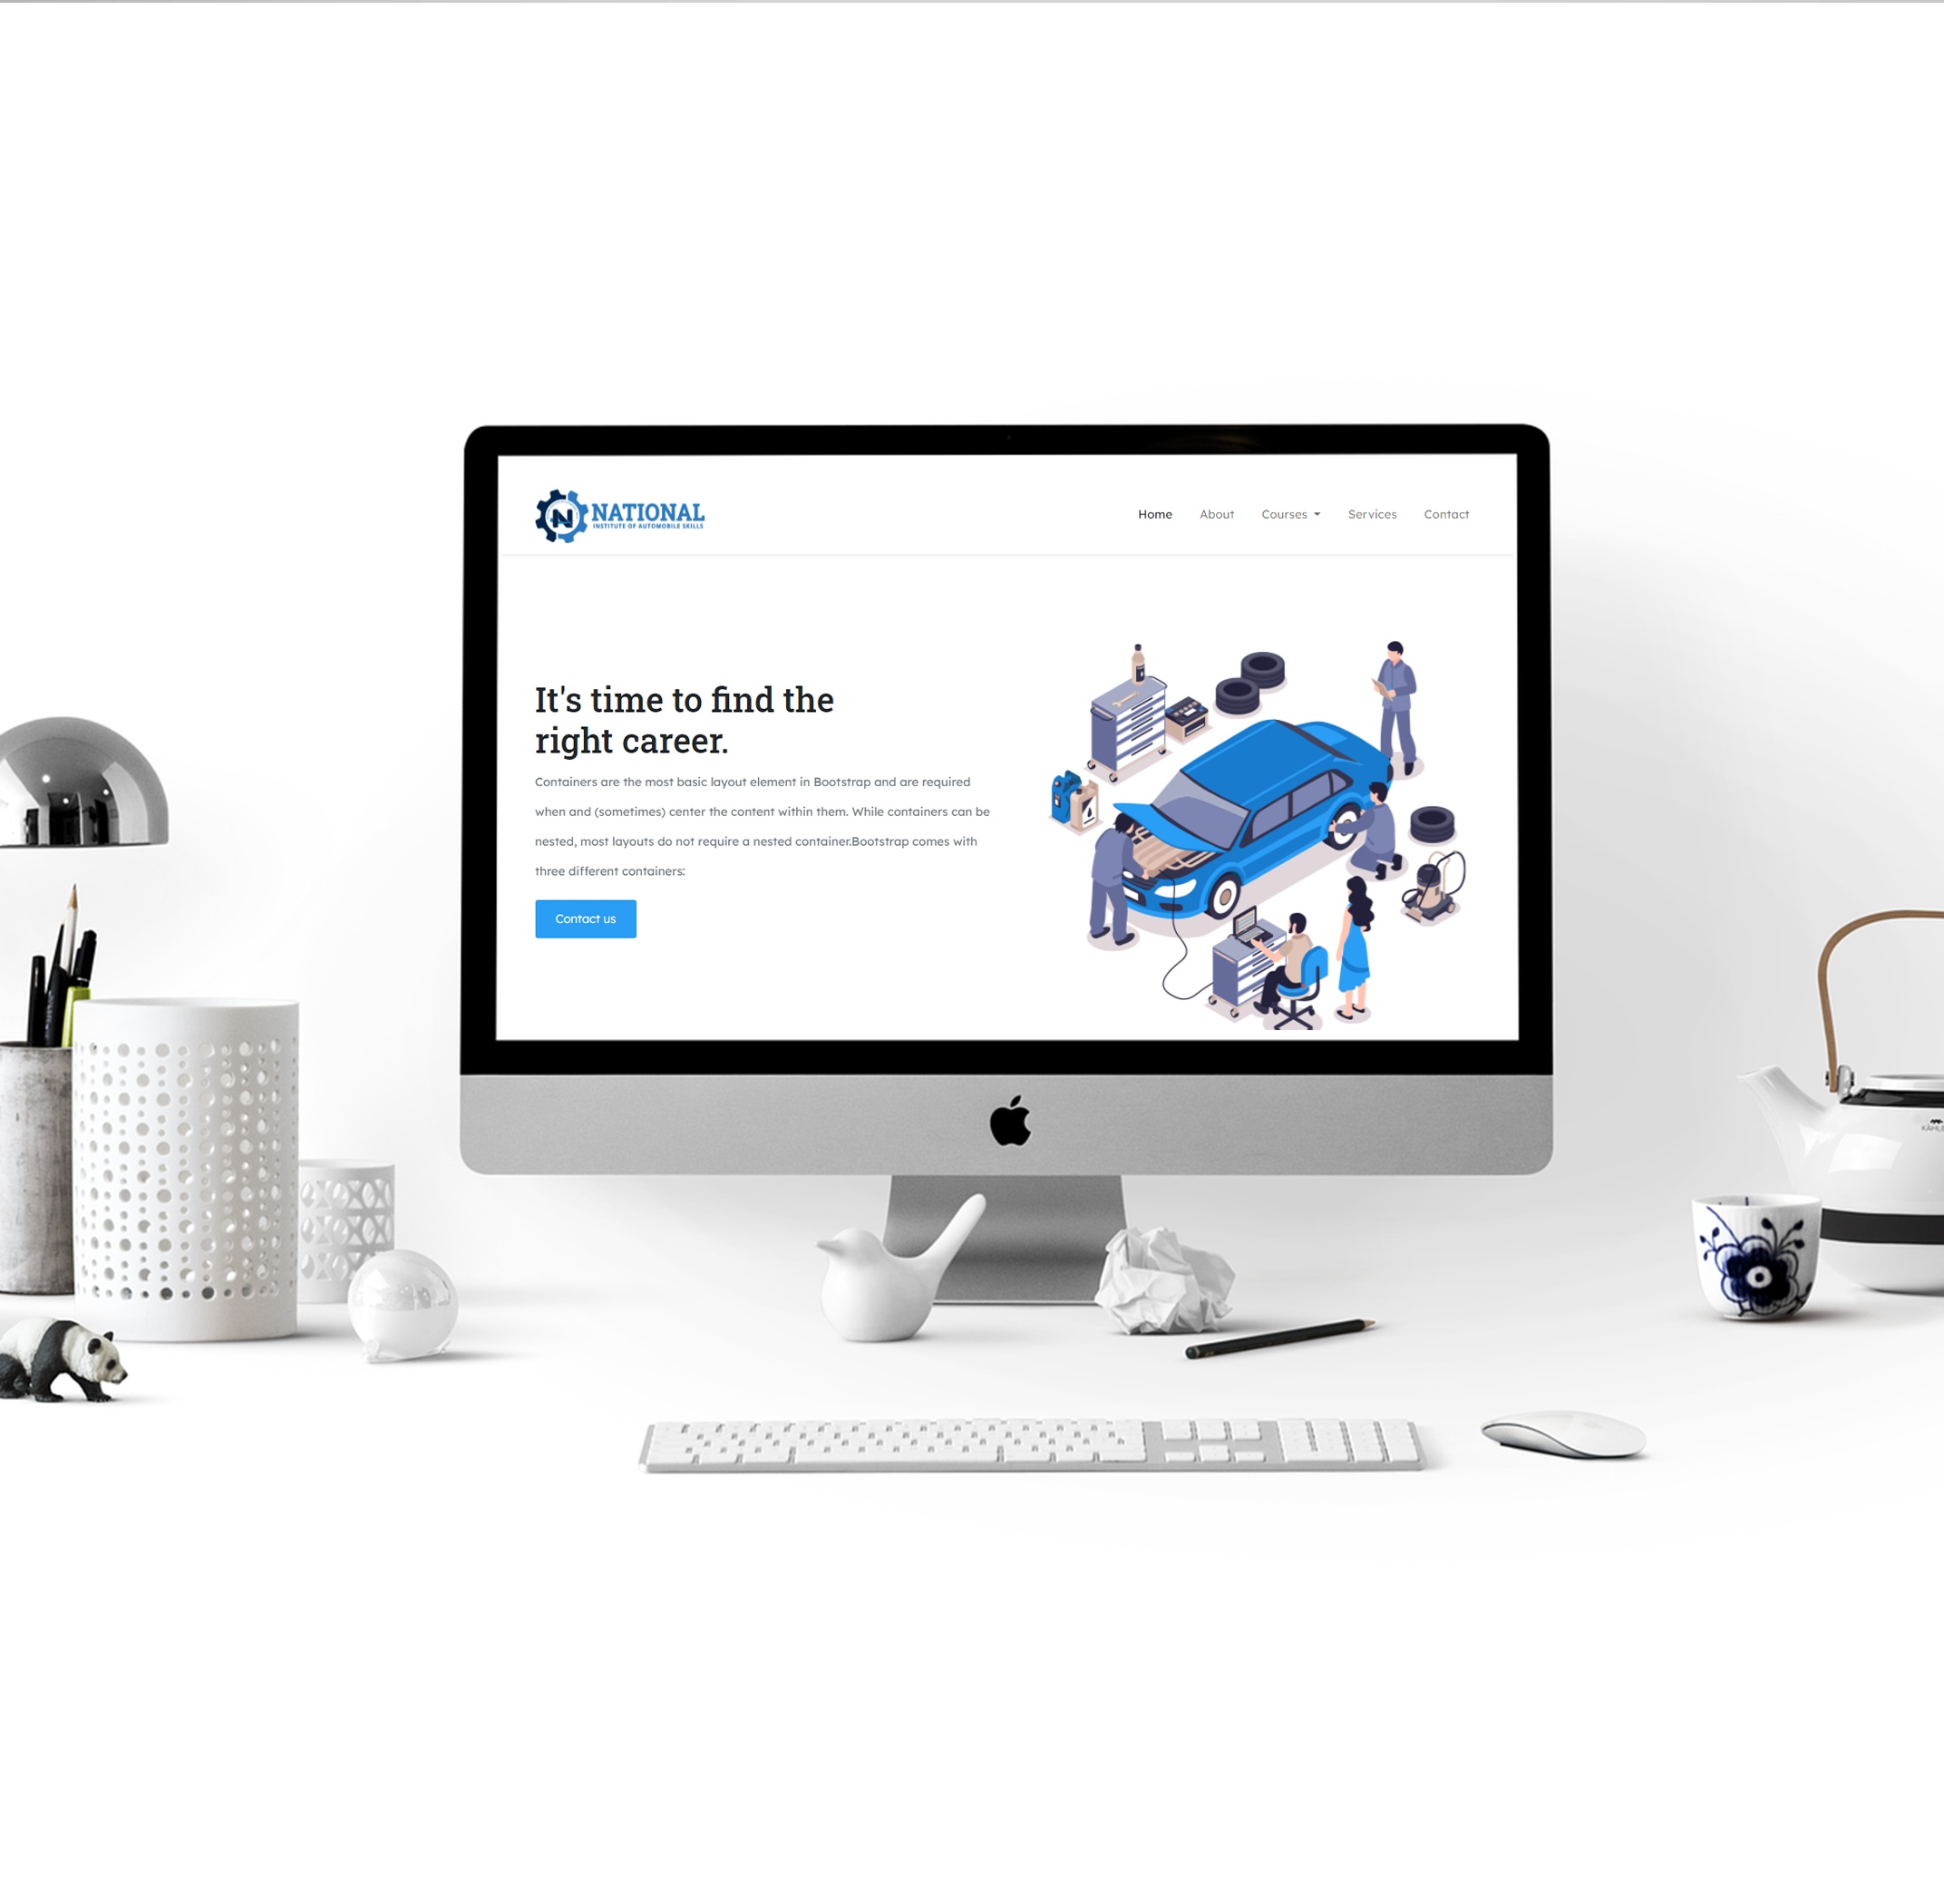 N NATIONAL
INSTITUTE OF AUTOMOBILE SKILLS
Home About Courses Services Contact
It's time to find the
right career.
Containers are the most basic layout element in Bootstrap and are required
when and (sometimes) center the content within them. While containers can be
nested, most layouts do not require a nested container.Bootstrap comes with
three different containers:
Contact us